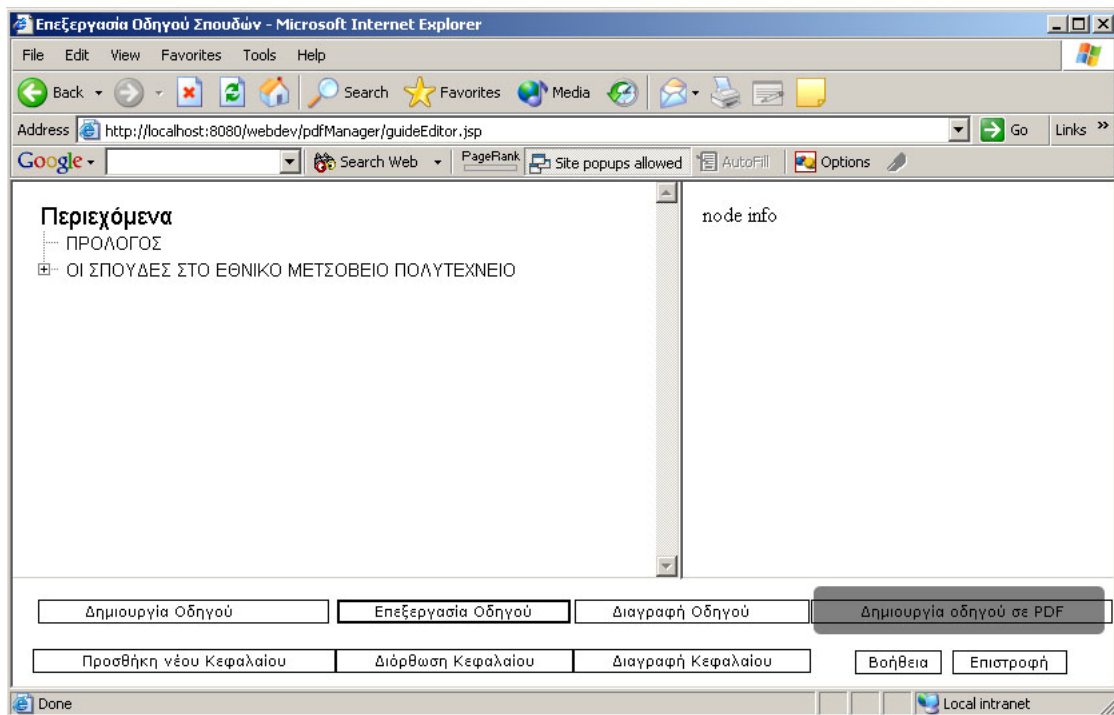 Επεξεργασία Οδηγού Σπουδών - Microsoft Internet Explorer
File Edit View Favorites Tools Help
Back Search Favorites Media
Address http://localhost:8080/webdev/pdfManager/guideEditor.jsp Go Links »
Google Search Web PageRank Site popups allowed AutoFill Options
Περιεχόμενα
ΠΡΟΛΟΓΟΣ
ΟΙ ΣΠΟΥΔΕΣ ΣΤΟ ΕΘΝΙΚΟ ΜΕΤΣΟΒΕΙΟ ΠΟΛΥΤΕΧΝΕΙΟ
node info
Δημιουργία Οδηγού Επεξεργασία Οδηγού Διαγραφή Οδηγού Δημιουργία οδηγού σε PDF
Προσθήκη νέου Κεφαλαίου Διόρθωση Κεφαλαίου Διαγραφή Κεφαλαίου Βοήθεια Επιστροφή
Done Local intranet